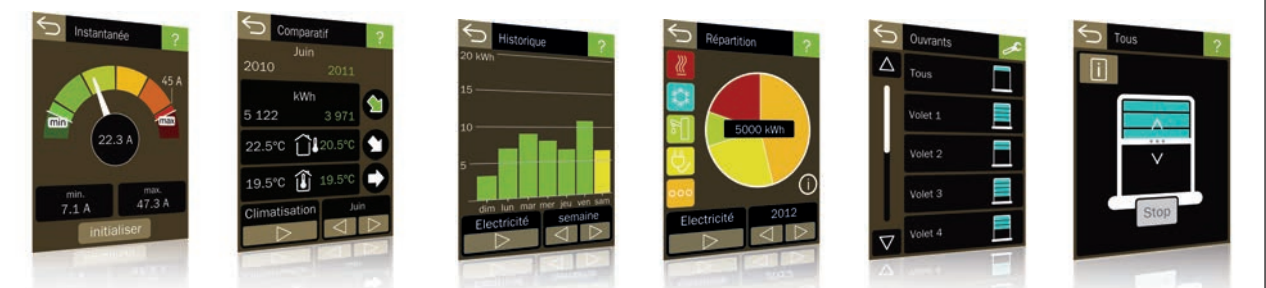 Instantanée
?
45 A
min
max
22.3 A
min.
7.1 A
max.
47.3 A
initialiser
Comparatif
?
Juin
2010
2011
kWh
5 122
3 971
22.5°C
20.5°C
19.5°C
19.5°C
Climatisation
Juin
Historique
?
20 kWh
15
10
5
dim lun mar mer jeu ven sam
Electricité
semaine
Répartition
?
5000 kWh
i
Electricité
2012
Ouvrants
Tous
Volet 1
Volet 2
Volet 3
Volet 4
Tous
?
i
Stop